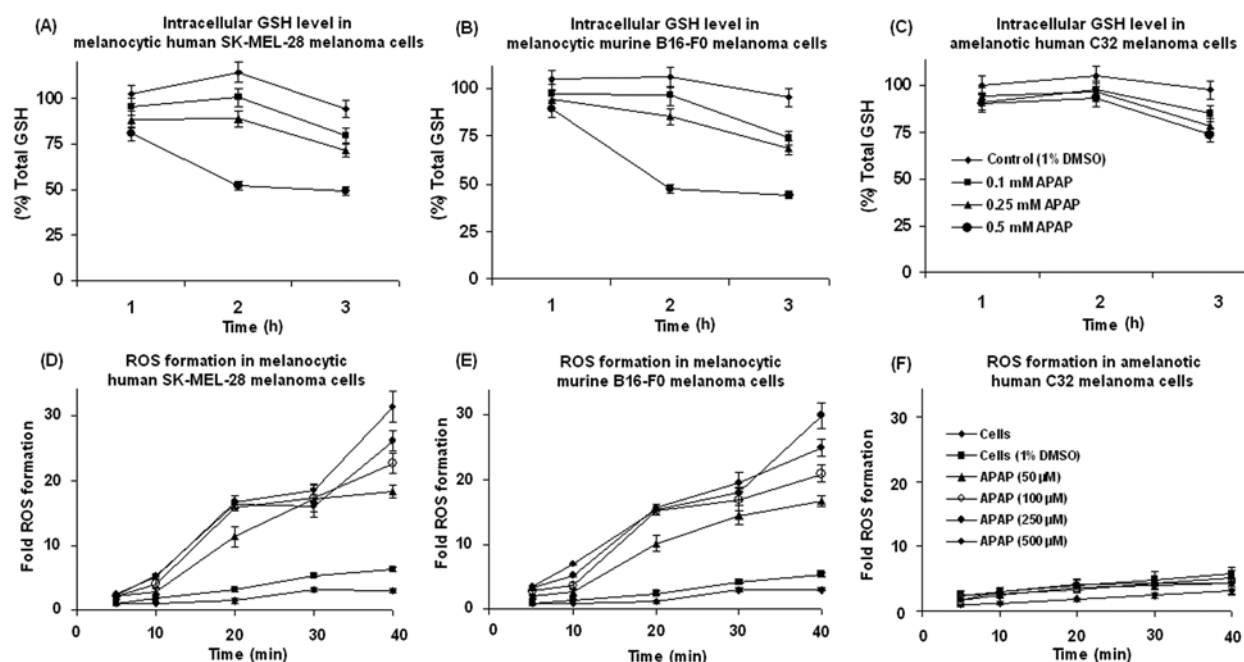 (A)
Intracellular GSH level in
melanocytic human SK-MEL-28 melanoma cells
(%) Total GSH
100
75
50
25
0
1 2 3
Time (h)
(B)
Intracellular GSH level in
melanocytic murine B16-F0 melanoma cells
(%) Total GSH
100
75
50
25
0
1 2 3
Time (h)
(C)
Intracellular GSH level in
amelanotic human C32 melanoma cells
(%) Total GSH
100
75
50
25
0
Control (1% DMSO)
0.1 mM APAP
0.25 mM APAP
0.5 mM APAP
1 2 3
Time (h)
(D)
ROS formation in melanocytic
human SK-MEL-28 melanoma cells
Fold ROS formation
30
20
10
0
0 10 20 30 40
Time (min)
(E)
ROS formation in melanocytic
murine B16-F0 melanoma cells
Fold ROS formation
30
20
10
0
0 10 20 30 40
Time (min)
(F)
ROS formation in amelanotic
human C32 melanoma cells
Fold ROS formation
30
20
10
0
Cells
Cells (1% DMSO)
APAP (50 µM)
APAP (100 µM)
APAP (250 µM)
APAP (500 µM)
0 10 20 30 40
Time (min)